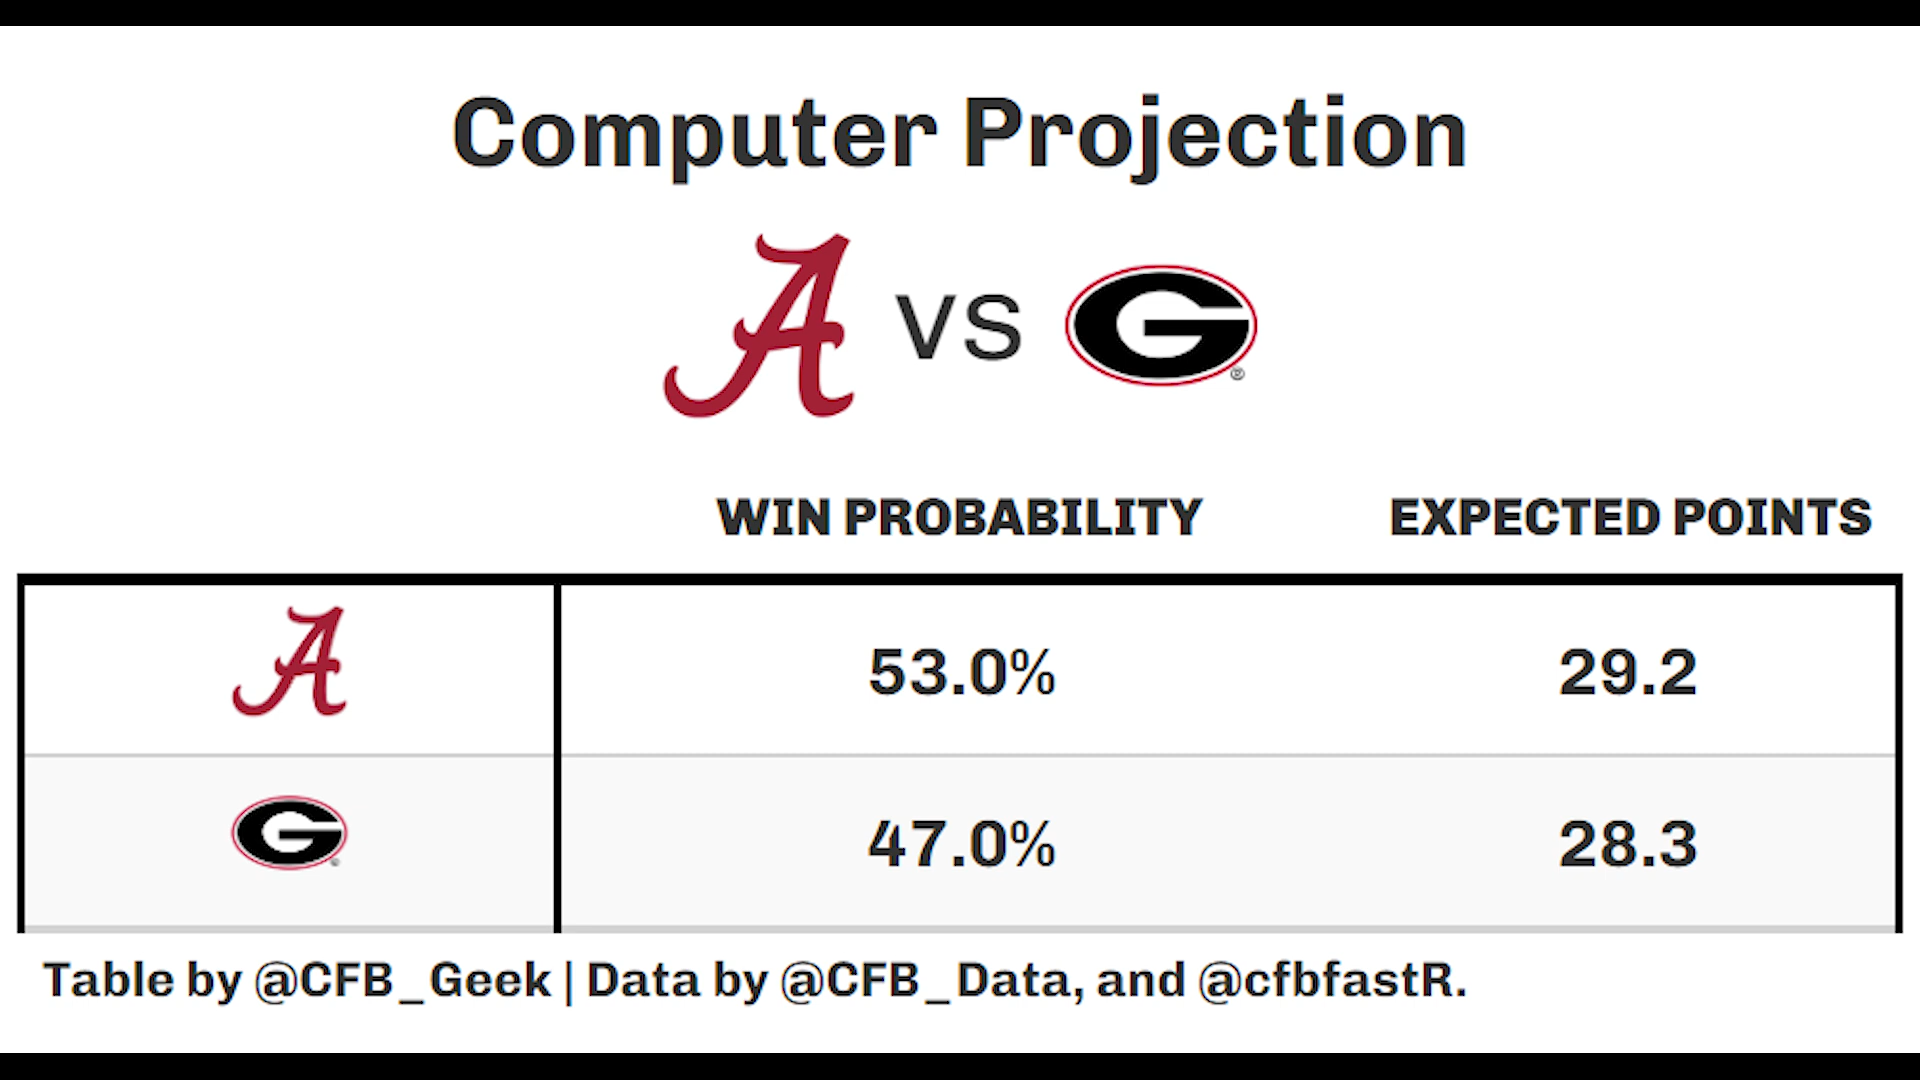 Computer Projection
A VS G
WIN PROBABILITY EXPECTED POINTS
A 53.0% 29.2
G 47.0% 28.3
Table by @CFB_Geek | Data by @CFB_Data, and @cfbfastR.